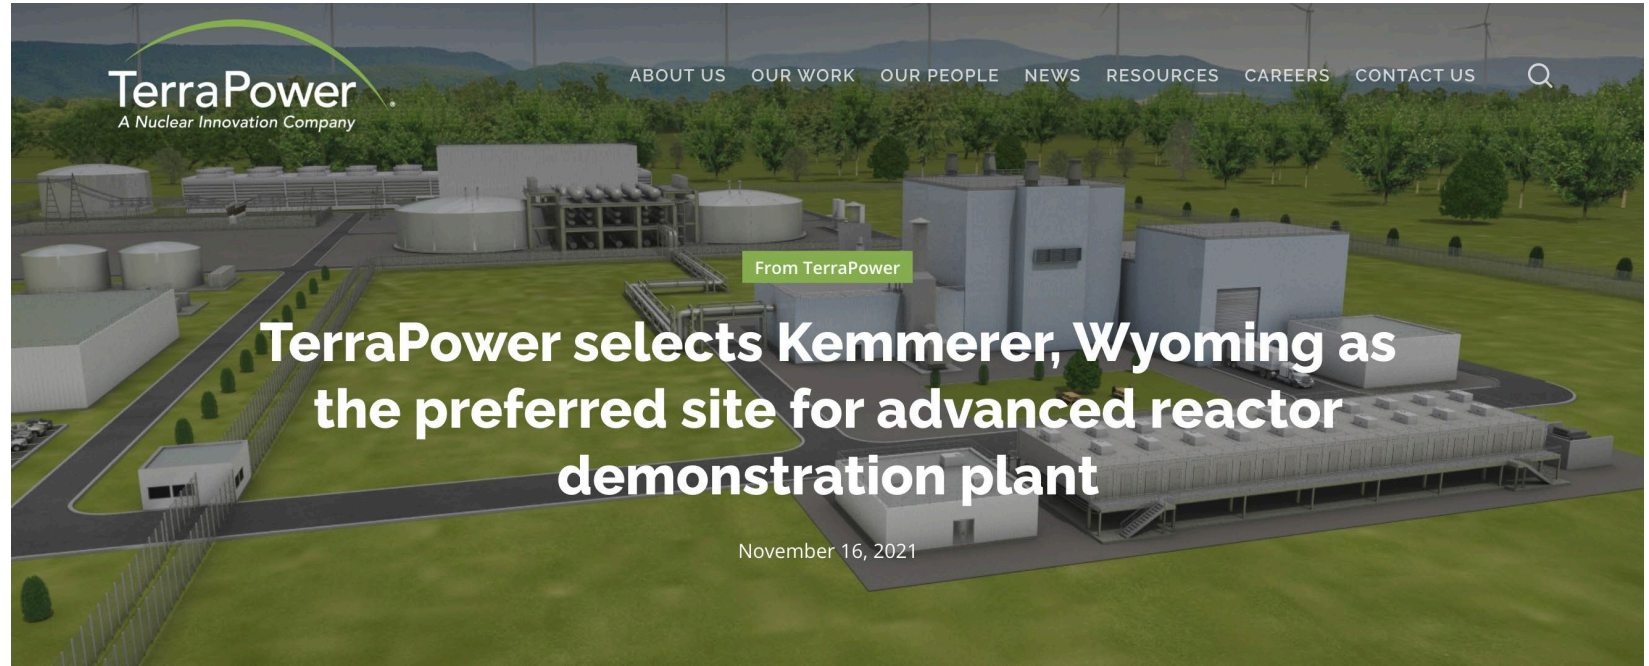 TerraPower
A Nuclear Innovation Company
ABOUT US OUR WORK OUR PEOPLE NEWS RESOURCES CAREERS CONTACT US
From TerraPower
TerraPower selects Kemmerer, Wyoming as
the preferred site for advanced reactor
demonstration plant
November 16, 2021